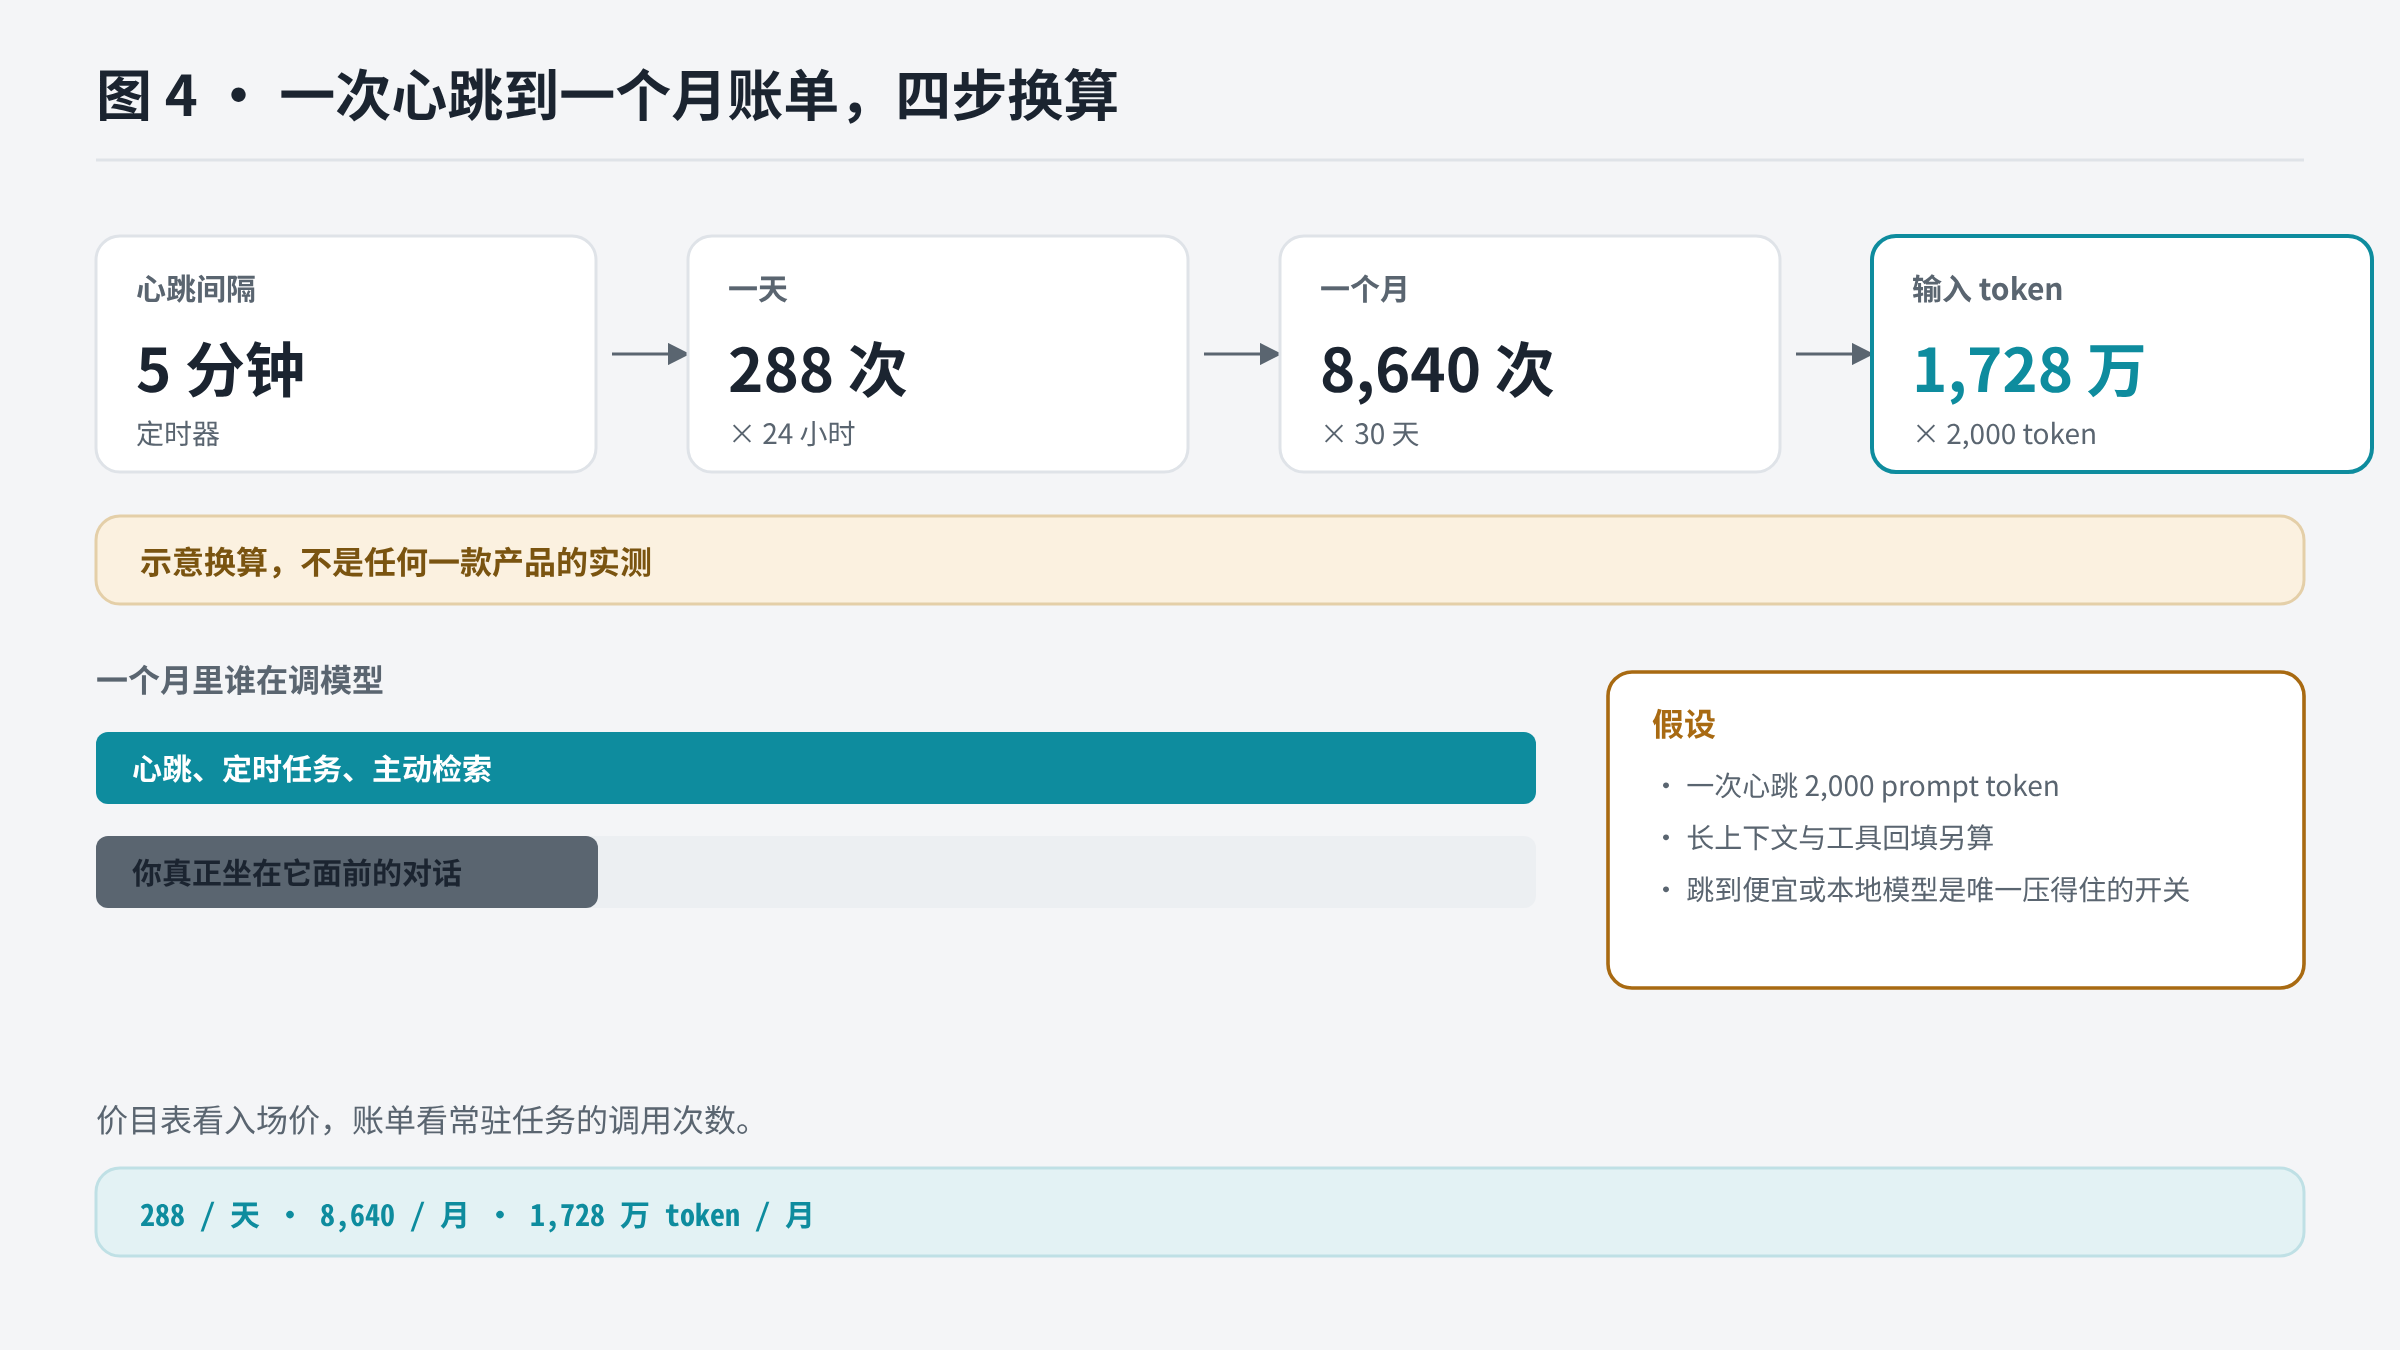 图 4 · 一次心跳到一个月账单，四步换算
心跳间隔
5 分钟
定时器
一天
288 次
× 24 小时
一个月
8,640 次
× 30 天
输入 token
1,728 万
× 2,000 token
示意换算，不是任何一款产品的实测
一个月里谁在调模型
心跳、定时任务、主动检索
你真正坐在它面前的对话
假设
· 一次心跳 2,000 prompt token
· 长上下文与工具回填另算
· 跳到便宜或本地模型是唯一压得住的开关
价目表看入场价，账单看常驻任务的调用次数。
288 / 天 · 8,640 / 月 · 1,728 万 token / 月